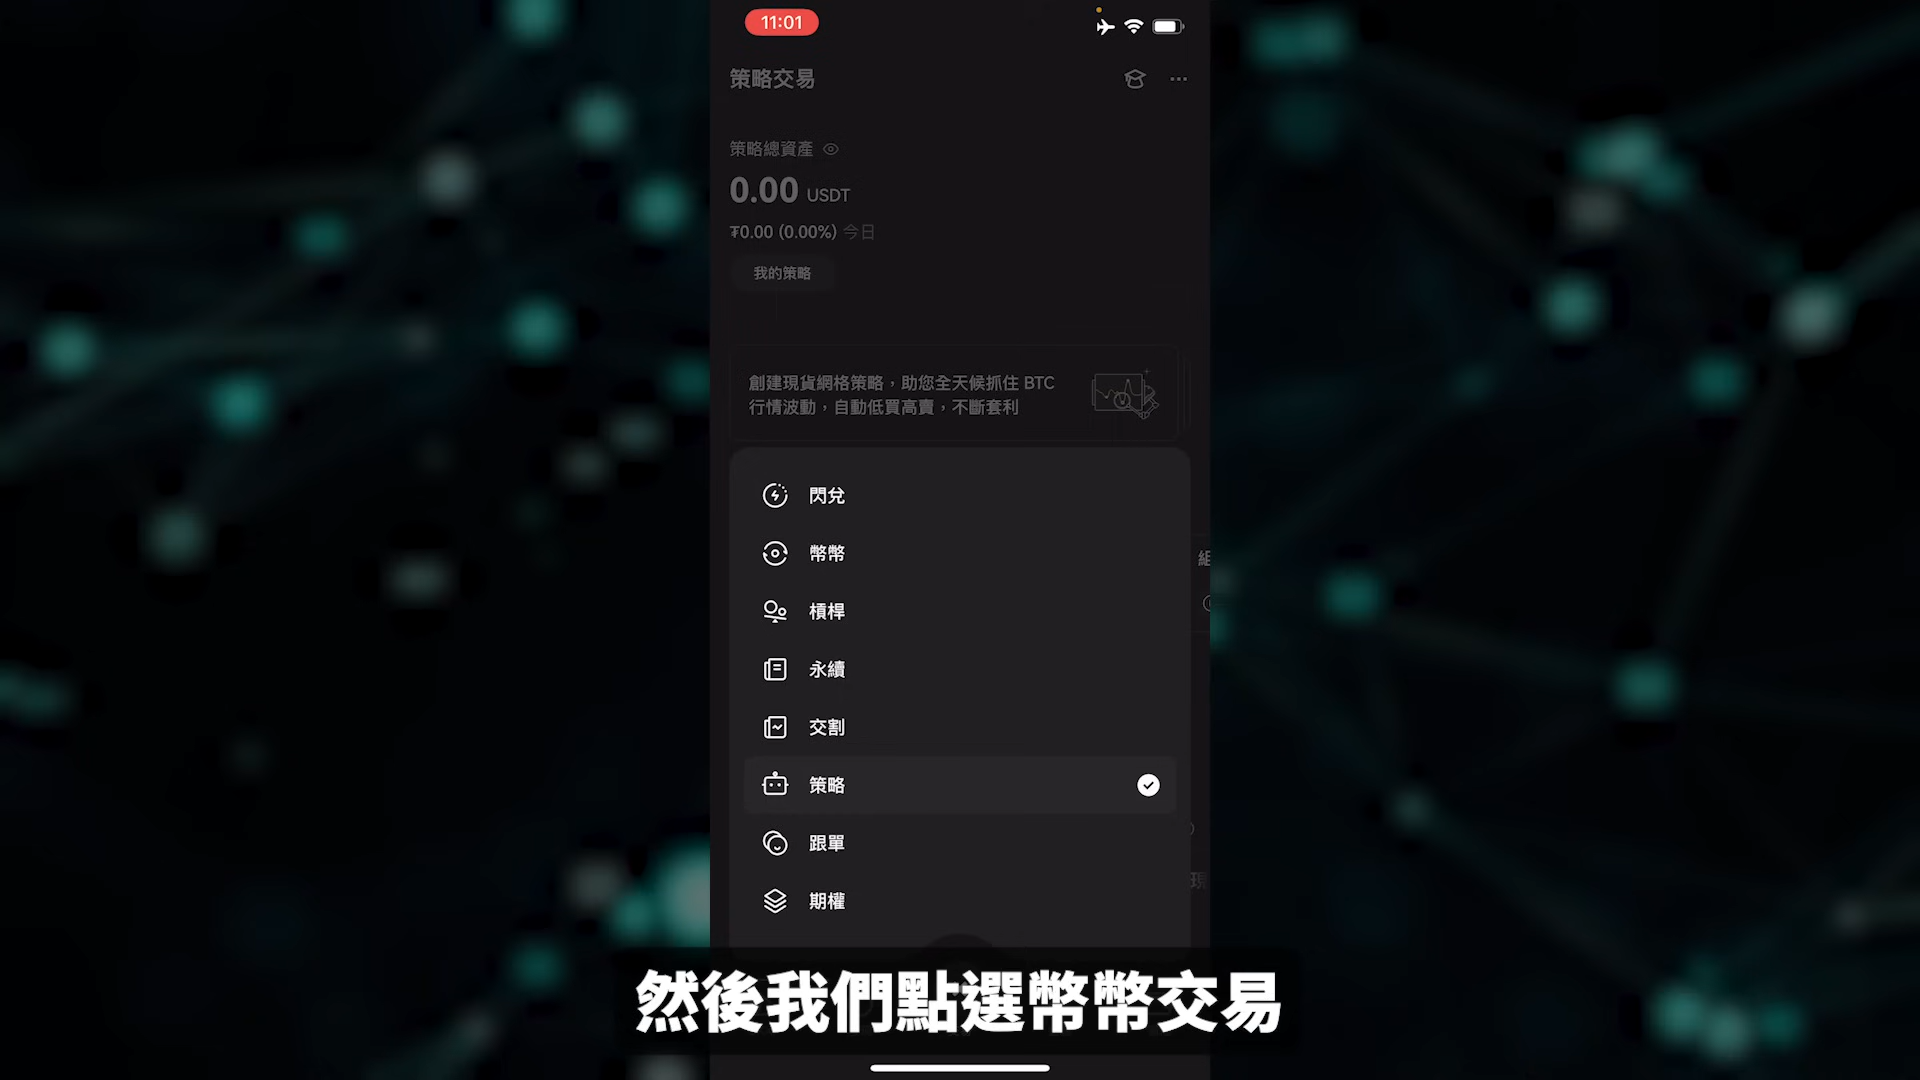 11:01
策略交易
策略總資產
0.00 USDT
₮0.00 (0.00%) 今日
我的策略
創建現貨網格策略，助您全天候抓住 BTC
行情波動，自動低買高賣，不斷套利
閃兌
幣幣
組
槓桿
永續
交割
策略
跟單
現
期權
然後我們點選幣幣交易